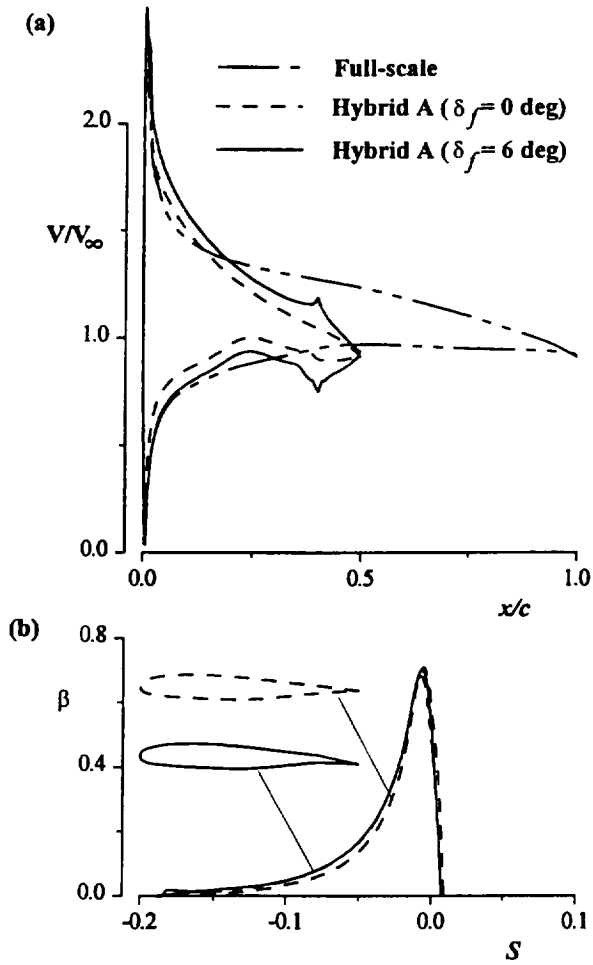 (a)
Full-scale
Hybrid A ( δf = 0 deg)
Hybrid A ( δf = 6 deg)
2.0
V/V∞
1.0
0.0
0.0 0.5 1.0
x/c
(b)
0.8
β
0.4
0.0
-0.2 -0.1 0.0 0.1
S